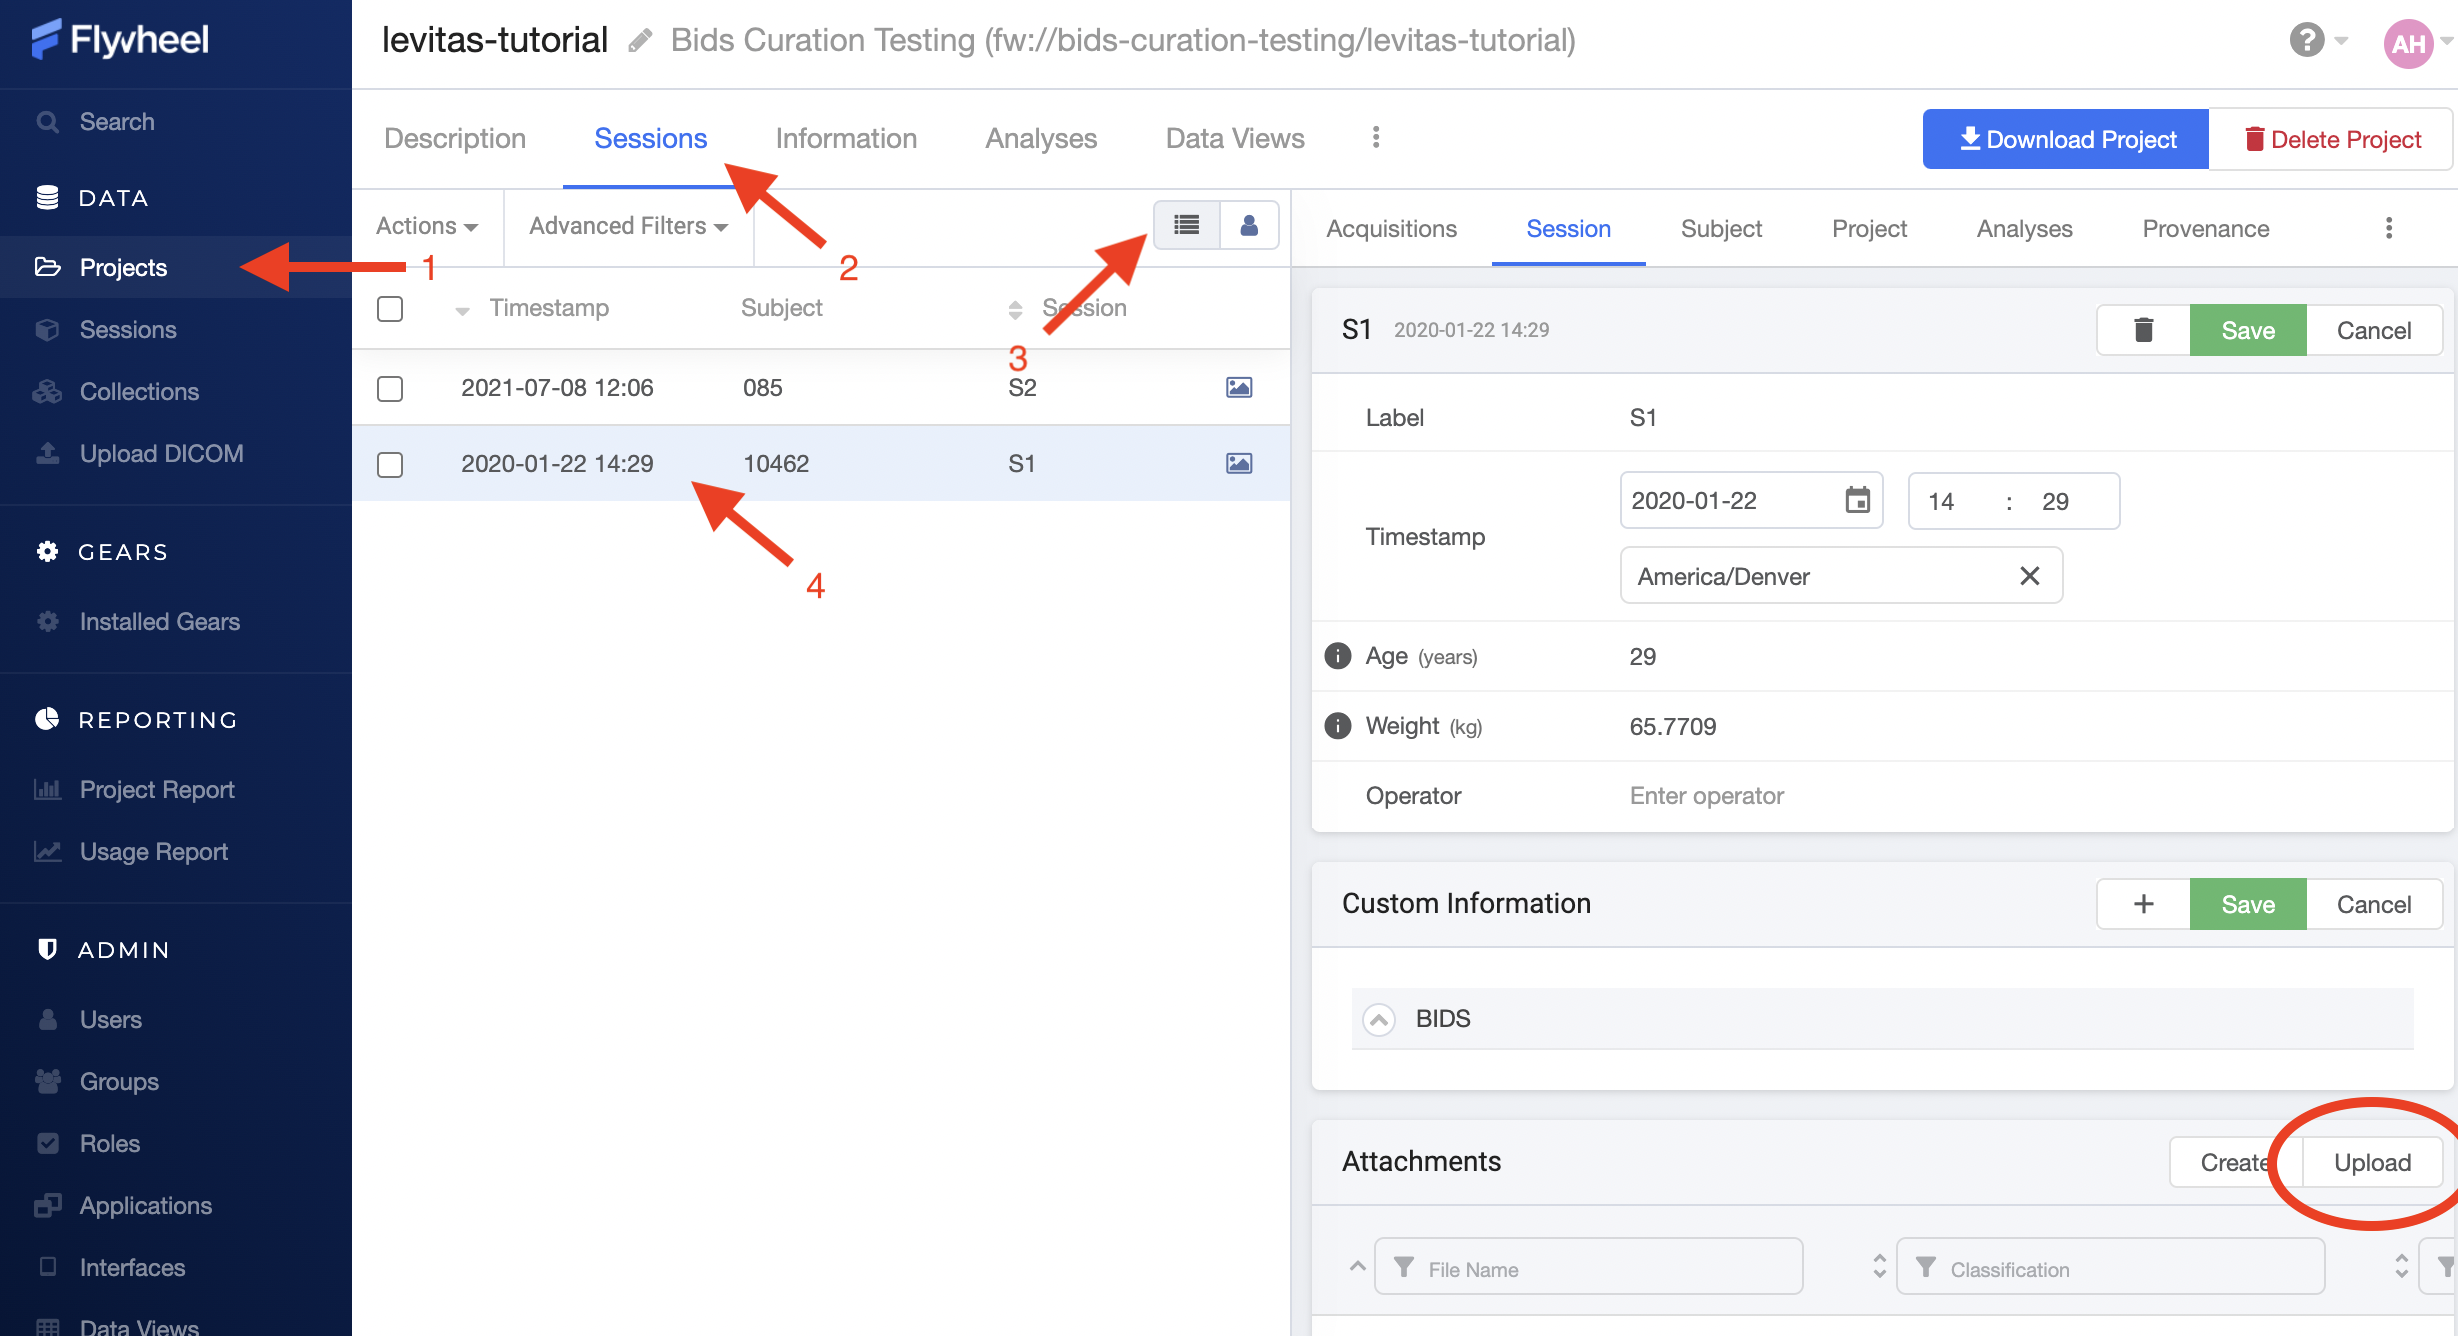 Flywheel
Search
DATA
Projects
Sessions
Collections
Upload DICOM
GEARS
Installed Gears
REPORTING
Project Report
Usage Report
ADMIN
Users
Groups
Roles
Applications
Interfaces
Data Views
levitas-tutorial Bids Curation Testing (fw://bids-curation-testing/levitas-tutorial)
? AH
Description Sessions Information Analyses Data Views
Download Project Delete Project
Actions Advanced Filters
1
2
3
4
Timestamp Subject Session
2021-07-08 12:06 085 S2
2020-01-22 14:29 10462 S1
Acquisitions Session Subject Project Analyses Provenance
S1 2020-01-22 14:29 Save Cancel
Label S1
Timestamp 2020-01-22 14 : 29
America/Denver
Age (years) 29
Weight (kg) 65.7709
Operator Enter operator
Custom Information + Save Cancel
BIDS
Attachments Create Upload
File Name Classification